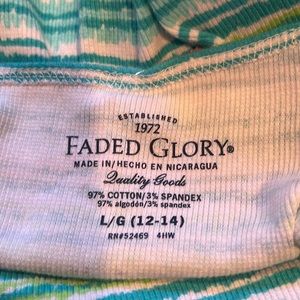 ESTABLISHED
1972
FADED GLORY®
MADE IN/HECHO EN NICARAGUA
Quality Goods
97% COTTON/3% SPANDEX
97% algodón/3% spandex
L/G (12-14)
RN#52469 4HW